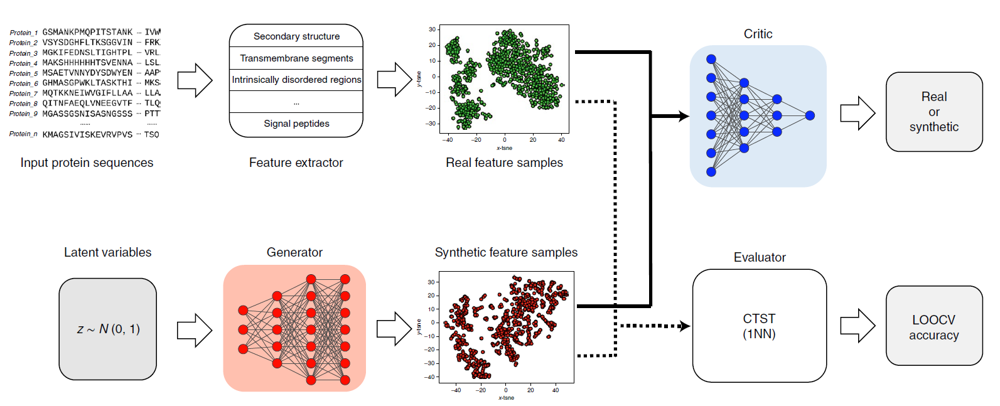 Protein_1 GSMANKPMQPITSTANK ··· IVW
Protein_2 VSYSDGHFLTKSGGVIN ··· FRK
Protein_3 MGKIFEDNSLTIGHTPL ··· VRL
Protein_4 MAKSHHHHHHTSVENNA ··· LSL
Protein_5 MSAETVNNYDYSDWYEN ··· AAP
Protein_6 GHMASGPWKLTASKTHI ··· MKS
Protein_7 MQTKKNEIWVGIFLLAA ··· LLA
Protein_8 QITNFAEQLVNEEGVTF ··· TLQ
Protein_9 MGASSGSNISASNGSSS ··· PTT
...... ......
Protein_n KMAGSIVISKEVRVPVS ··· TSQ
Input protein sequences
Secondary structure
Transmembrane segments
Intrinsically disordered regions
...
Signal peptides
Feature extractor
30
20
10
0
−10
−20
−30
y-tsne
−40 −20 0 20 40
x-tsne
Real feature samples
Critic
Real
or
synthetic
Latent variables
z ~ N (0, 1)
Generator
Synthetic feature samples
30
20
10
0
−10
−20
−30
−40
y-tsne
−40 −20 0 20 40
x-tsne
Evaluator
CTST
(1NN)
LOOCV
accuracy